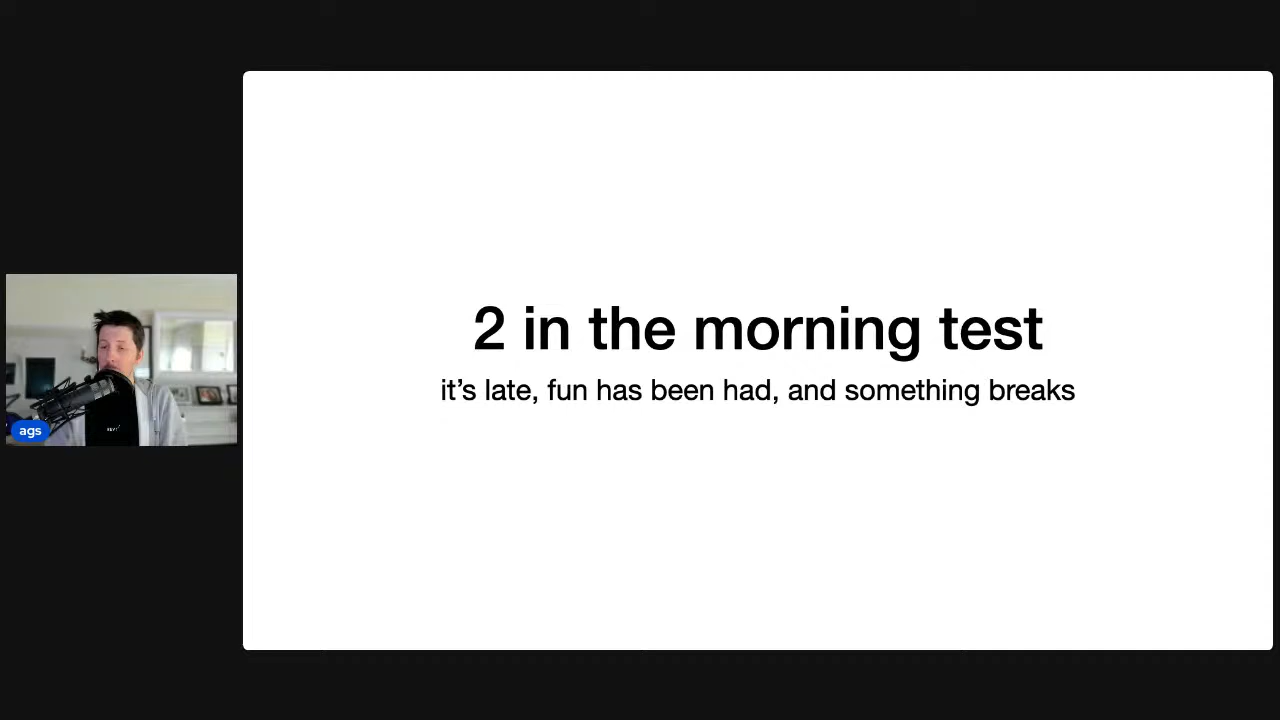 2 in the morning test
it’s late, fun has been had, and something breaks
ags